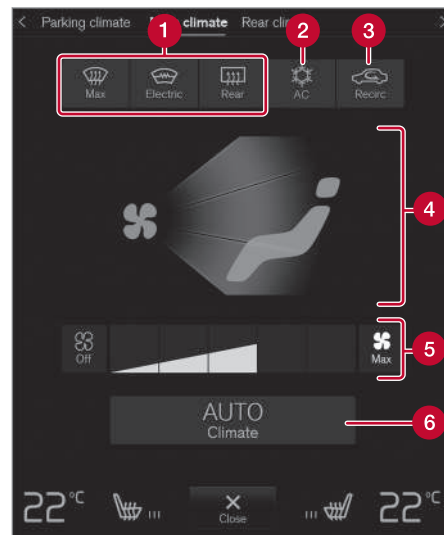 Parking climate climate Rear
1 2 3
Max Electric Rear AC Recirc
4
Off Max
5
AUTO
Climate
6
22°C Close 22°C